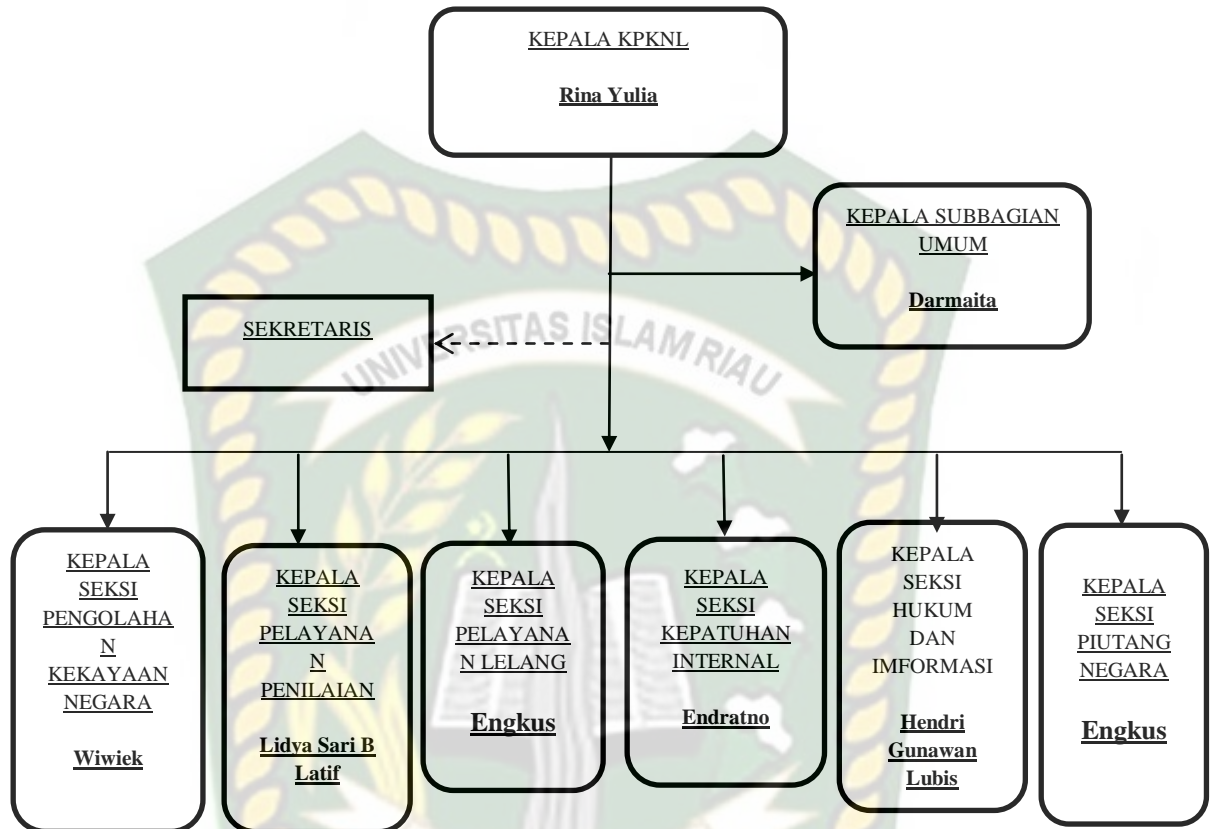 KEPALA KPKNL
Rina Yulia
KEPALA SUBBAGIAN
UMUM
Darmaita
SEKRETARIS
UNIVERSITAS ISLAM RIAU
KEPALA
SEKSI
PENGOLAHA
N
KEKAYAAN
NEGARA
Wiwiek
KEPALA
SEKSI
PELAYANA
N
PENILAIAN
Lidya Sari B
Latif
KEPALA
SEKSI
PELAYANA
N LELANG
Engkus
KEPALA
SEKSI
KEPATUHAN
INTERNAL
Endratno
KEPALA
SEKSI
HUKUM
DAN
IMFORMASI
Hendri
Gunawan
Lubis
KEPALA
SEKSI
PIUTANG
NEGARA
Engkus